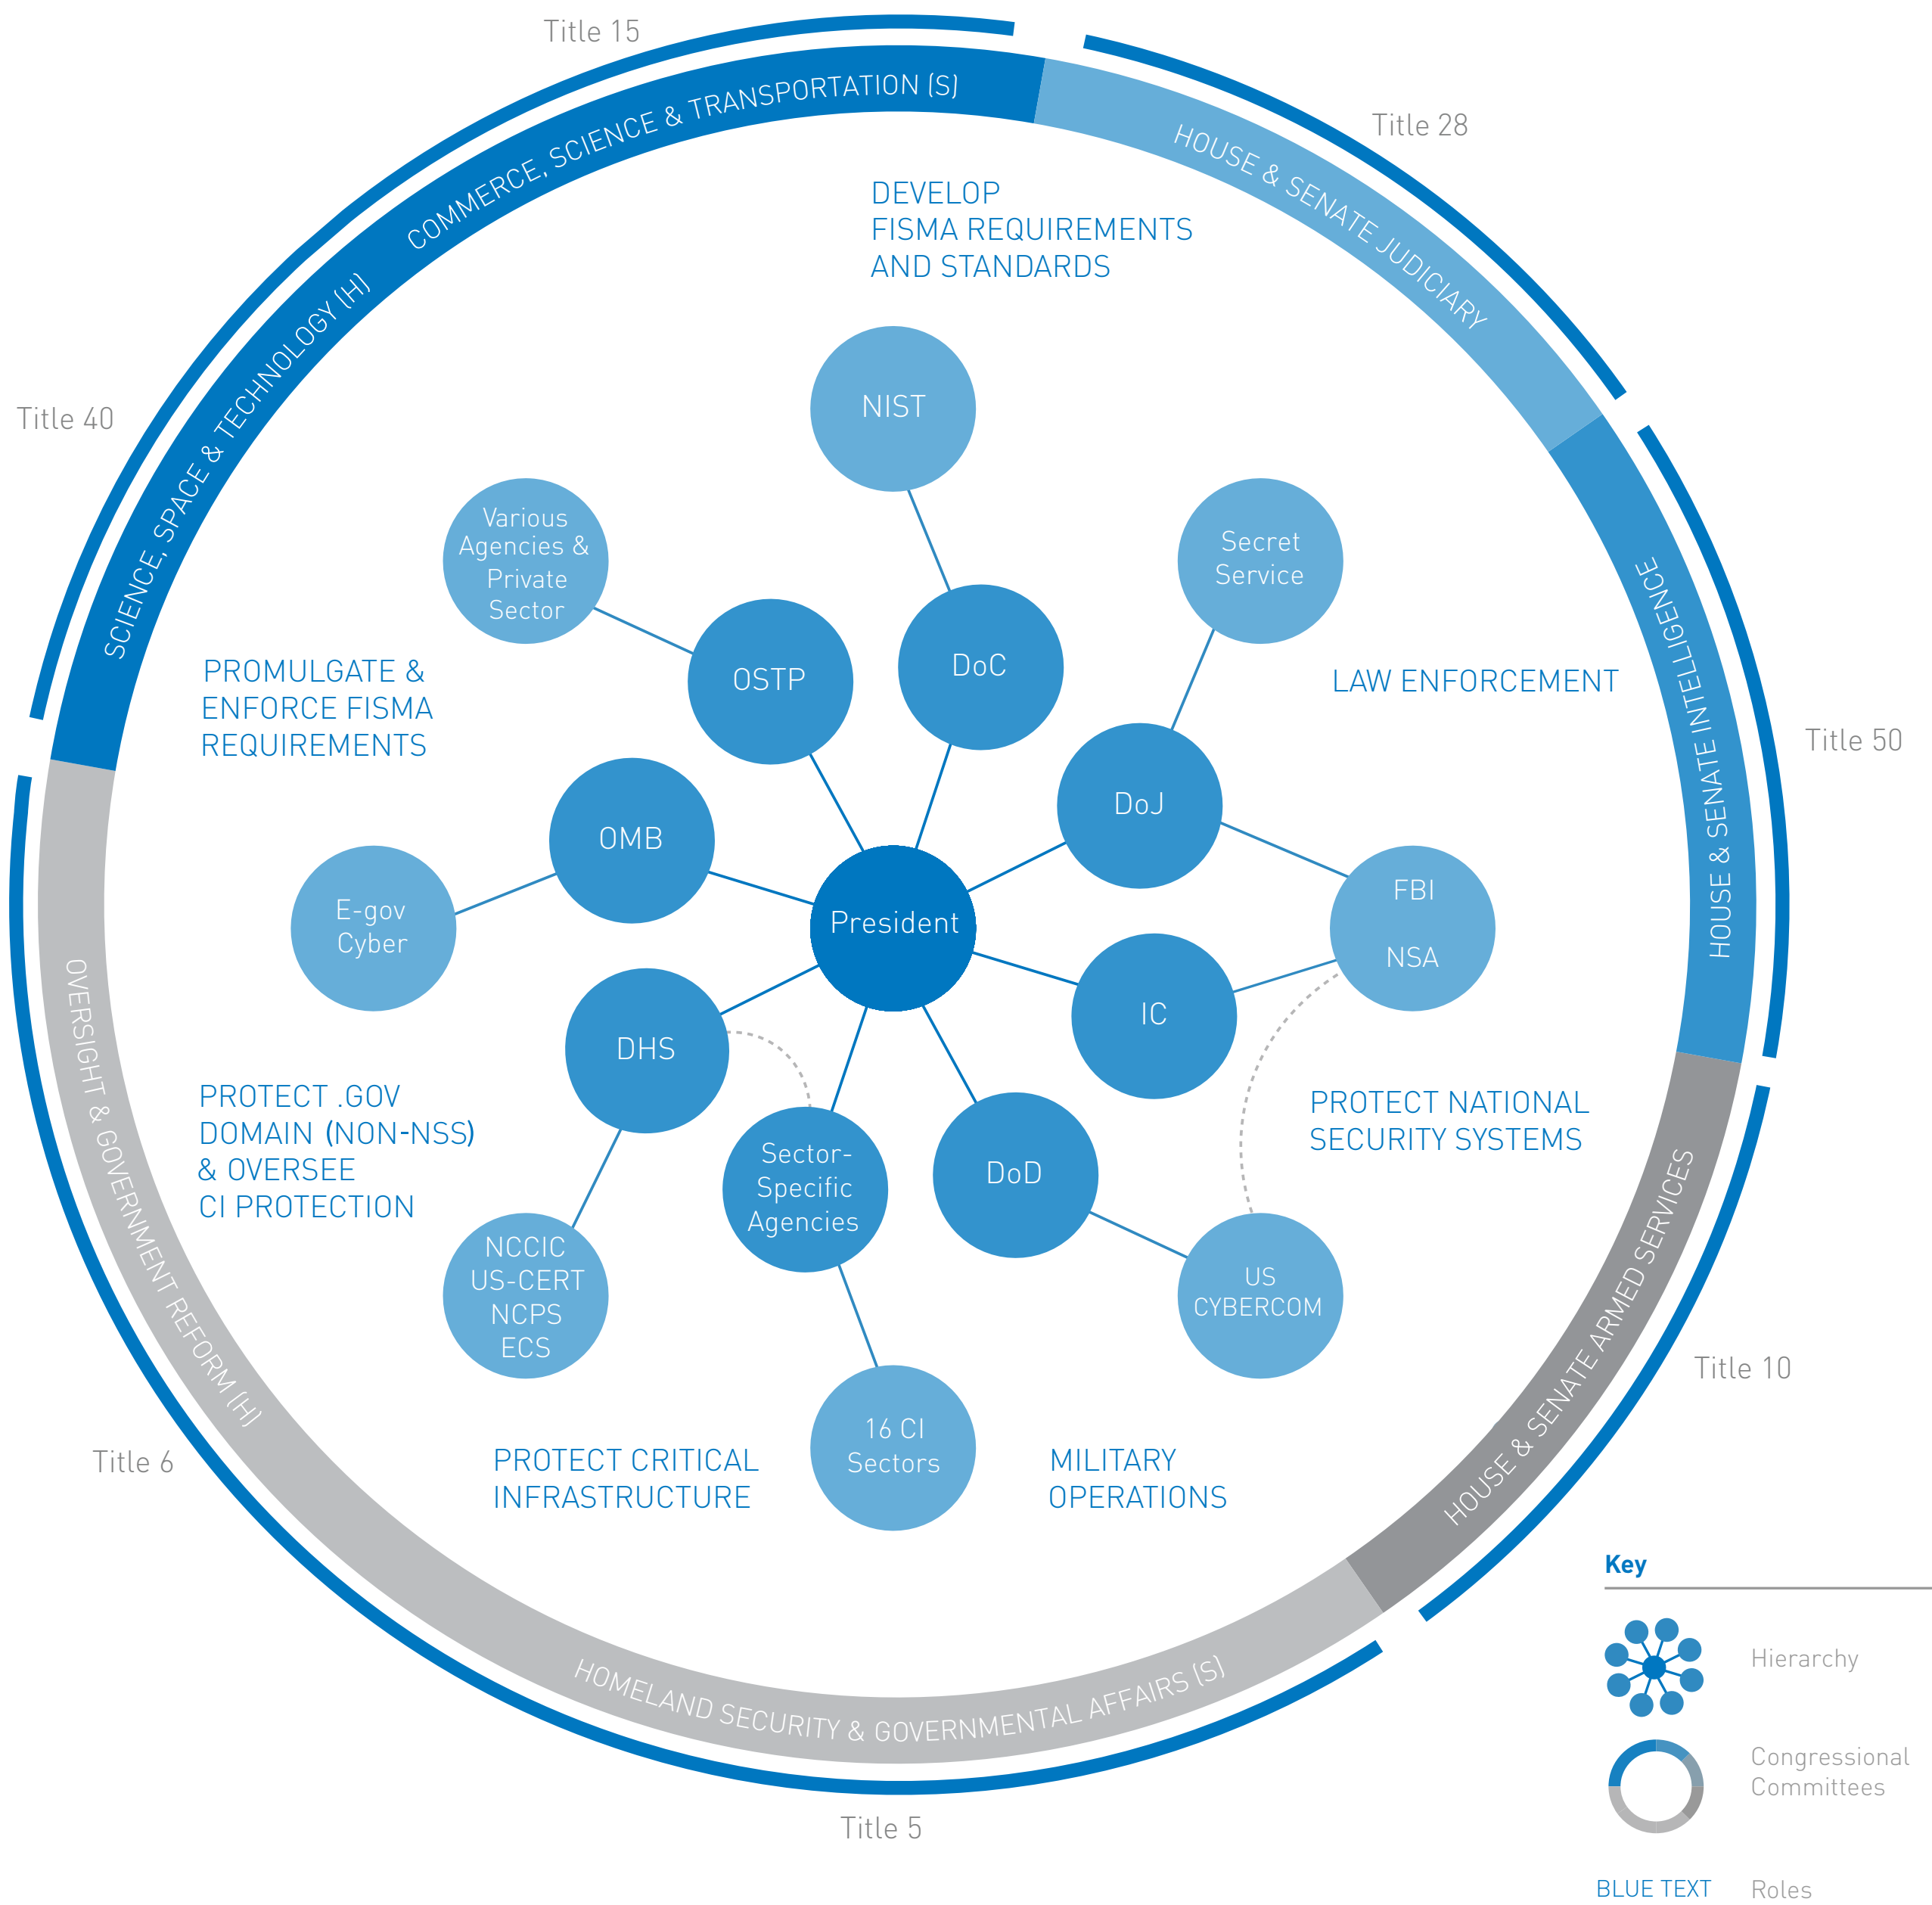 Title 15
Title 28
Title 40
Title 50
Title 10
Title 6
Title 5
COMMERCE, SCIENCE & TRANSPORTATION (S)
SCIENCE, SPACE & TECHNOLOGY (H)
HOUSE & SENATE JUDICIARY
HOUSE & SENATE INTELLIGENCE
HOUSE & SENATE ARMED SERVICES
OVERSIGHT & GOVERNMENT REFORM (H)
HOMELAND SECURITY & GOVERNMENTAL AFFAIRS (S)
DEVELOP
FISMA REQUIREMENTS
AND STANDARDS
NIST
Various
Agencies &
Private
Sector
Secret
Service
OSTP
DoC
PROMULGATE &
ENFORCE FISMA
REQUIREMENTS
LAW ENFORCEMENT
OMB
DoJ
E-gov
Cyber
President
FBI
NSA
DHS
IC
PROTECT .GOV
DOMAIN (NON-NSS)
& OVERSEE
CI PROTECTION
Sector-
Specific
Agencies
DoD
PROTECT NATIONAL
SECURITY SYSTEMS
NCCIC
US-CERT
NCPS
ECS
US
CYBERCOM
16 CI
Sectors
PROTECT CRITICAL
INFRASTRUCTURE
MILITARY
OPERATIONS
Key
Hierarchy
Congressional
Committees
BLUE TEXT
Roles